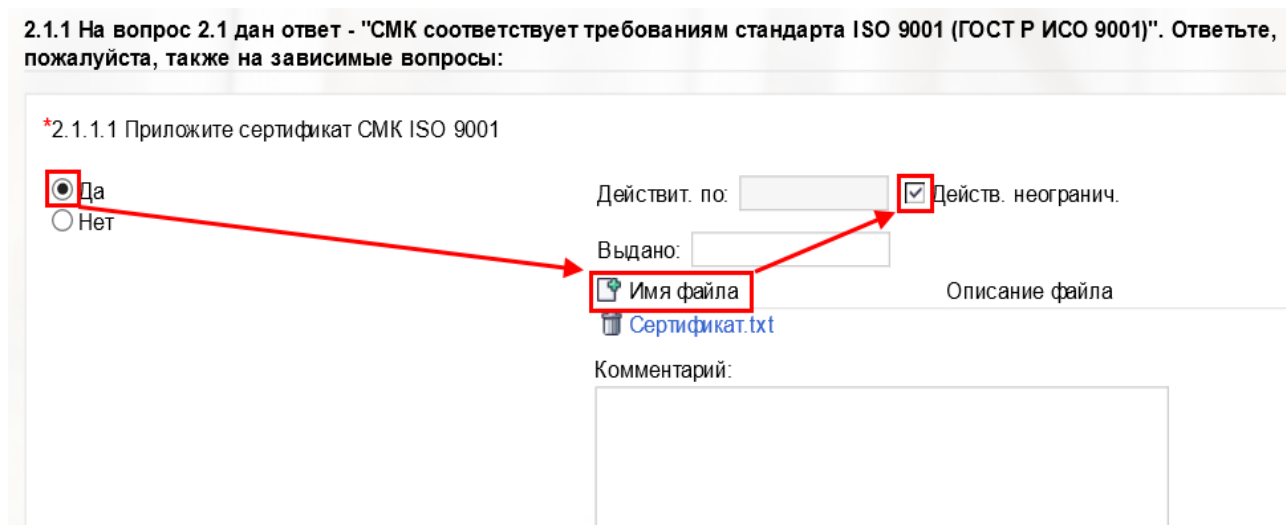 2.1.1 На вопрос 2.1 дан ответ - "СМК соответствует требованиям стандарта ISO 9001 (ГОСТ Р ИСО 9001)". Ответьте,
пожалуйста, также на зависимые вопросы:
*2.1.1.1 Приложите сертификат СМК ISO 9001
Да
Нет
Действит. по:
Действ. неогранич.
Выдано:
Имя файла
Описание файла
Сертификат.txt
Комментарий: